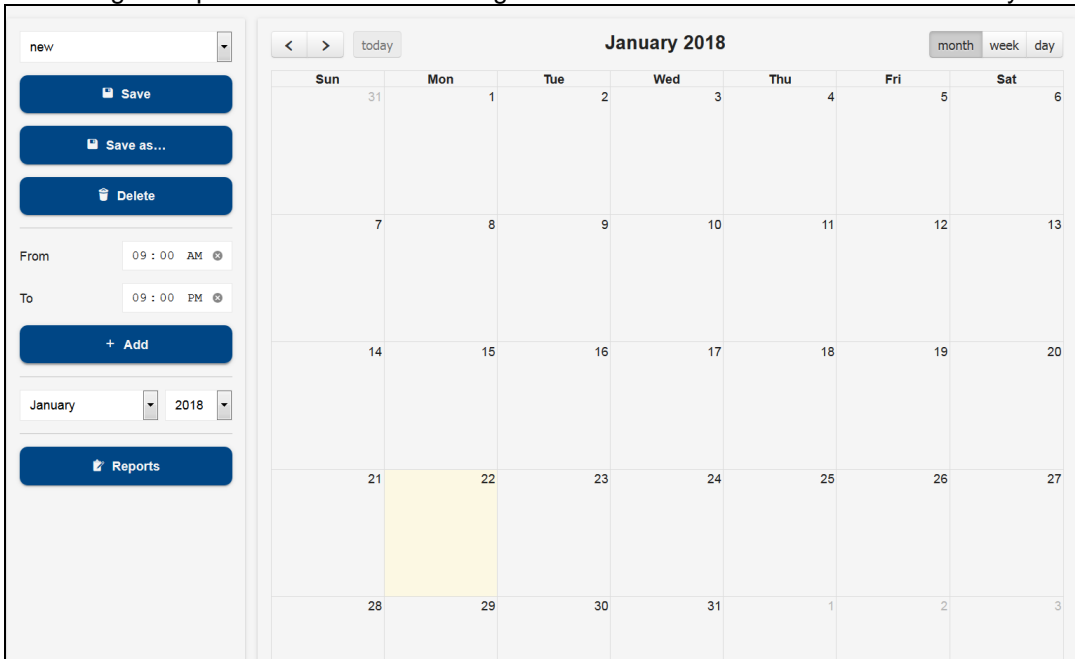 new
Save
Save as...
Delete
From 09:00 AM
To 09:00 PM
+ Add
January 2018
Reports
today January 2018 month week day
Sun Mon Tue Wed Thu Fri Sat
31 1 2 3 4 5 6
7 8 9 10 11 12 13
14 15 16 17 18 19 20
21 22 23 24 25 26 27
28 29 30 31 1 2 3